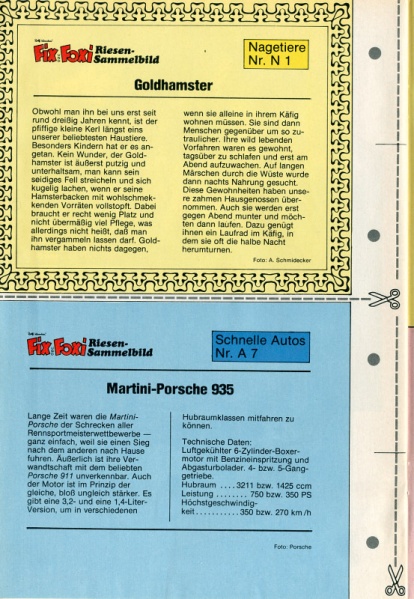 FIX und FOXI Riesen-
Sammelbild
Nagetiere
Nr. N 1
Goldhamster
Obwohl man ihn bei uns erst seit
rund dreißig Jahren kennt, ist der
pfiffige kleine Kerl längst eins
unserer beliebtesten Haustiere.
Besonders Kindern hat er es an-
getan. Kein Wunder, der Gold-
hamster ist äußerst putzig und
unterhaltsam, man kann sein
seidiges Fell streicheln und sich
kugelig lachen, wenn er seine
Hamsterbacken mit wohlschmek-
kenden Vorräten vollstopft. Dabei
braucht er recht wenig Platz und
nicht übermäßig viel Pflege, was
allerdings nicht heißt, daß man
ihn vergammeln lassen darf. Gold-
hamster haben nichts dagegen,
wenn sie alleine in ihrem Käfig
wohnen müssen. Sie sind dann
Menschen gegenüber um so zu-
traulicher. Ihre wild lebenden
Vorfahren waren es gewohnt,
tagsüber zu schlafen und erst am
Abend aufzuwachen. Auf langen
Märschen durch die Wüste wurde
dann nachts Nahrung gesucht.
Diese Gewohnheiten haben unse-
re zahmen Hausgenossen über-
nommen. Auch sie werden erst
gegen Abend munter und möch-
ten dann laufen. Dazu genügt
ihnen ein Laufrad im Käfig, in
dem sie oft die halbe Nacht
herumturnen.
Foto: A. Schmidecker
FIX und FOXI Riesen-
Sammelbild
Schnelle Autos
Nr. A 7
Martini-Porsche 935
Lange Zeit waren die Martini-
Porsche der Schrecken aller
Rennsportmeisterwettbewerbe —
ganz einfach, weil sie einen Sieg
nach dem anderen nach Hause
fuhren. Äußerlich ist ihre Ver-
wandtschaft mit dem beliebten
Porsche 911 unverkennbar. Auch
der Motor ist im Prinzip der
gleiche, bloß ungleich stärker. Es
gibt eine 3,2- und eine 1,4-Liter-
Version, um in verschiedenen
Hubraumklassen mitfahren zu
können.
Technische Daten:
Luftgekühlter 6-Zylinder-Boxer-
motor mit Benzineinspritzung und
Abgasturbolader. 4- bzw. 5-Gang-
getriebe.
Hubraum .... 3211 bzw. 1425 ccm
Leistung ........ 750 bzw. 350 PS
Höchstgeschwindig-
keit........... 350 bzw. 270 km/h
Foto: Porsche